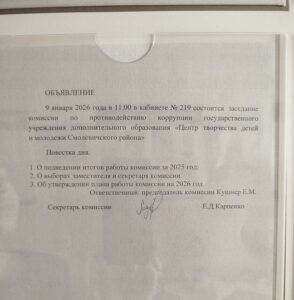 ОБЪЯВЛЕНИЕ
9 января 2026 года в 11.00 в кабинете № 219 состоится заседание
комиссии по противодействию коррупции государственного
учреждения дополнительного образования «Центр творчества детей
и молодежи Смолевичского района»
Повестка дня.
1. О подведении итогов работы комиссии за 2025 год.
2. О выборах заместителя и секретаря комиссии.
3. Об утверждении плана работы комиссии на 2026 год.
Ответственный: председатель комиссии Кушнер Е.М.
Секретарь комиссии Е.Д.Карпенко